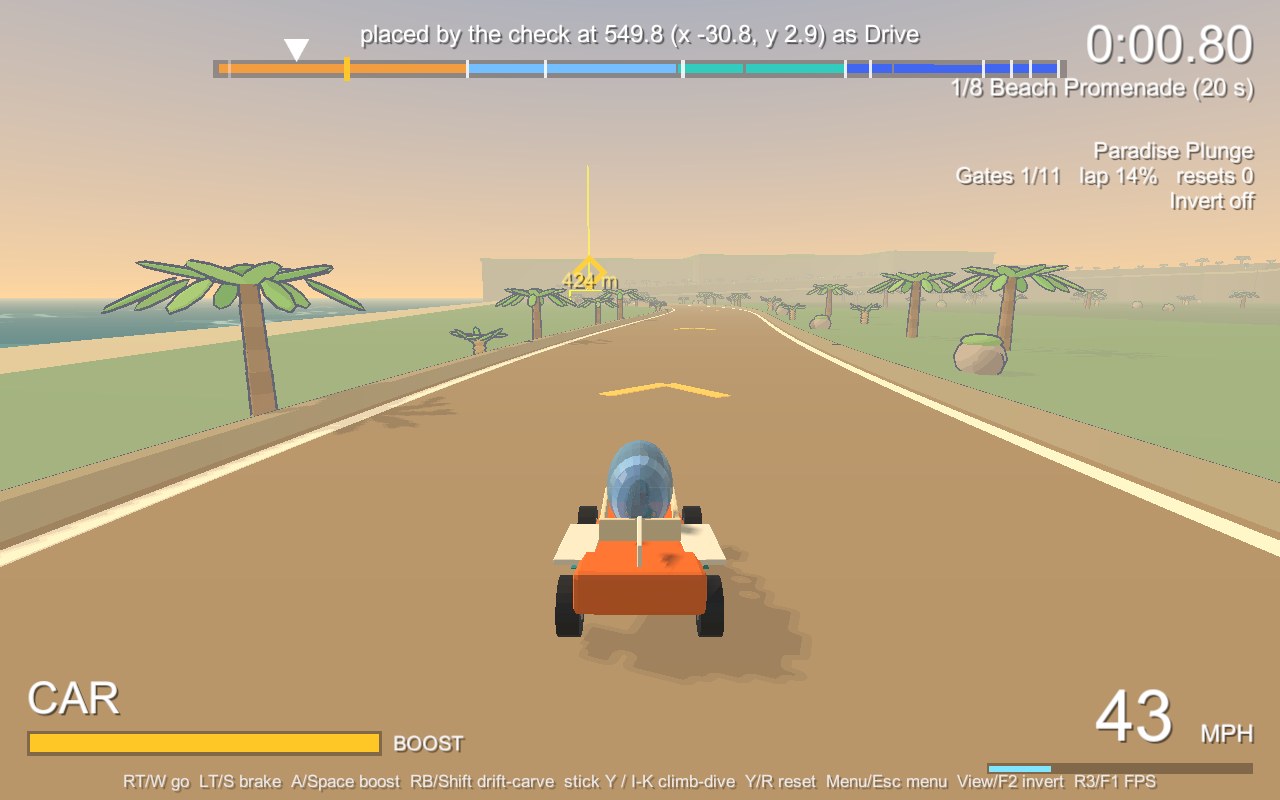 placed by the check at 549.8 (x -30.8, y 2.9) as Drive
0:00.80
1/8 Beach Promenade (20 s)
Paradise Plunge
Gates 1/11 lap 14% resets 0
Invert off
424 m
CAR
BOOST
43 MPH
RT/W go LT/S brake A/Space boost RB/Shift drift-carve stick Y / I-K climb-dive Y/R reset Menu/Esc menu View/F2 invert R3/F1 FPS